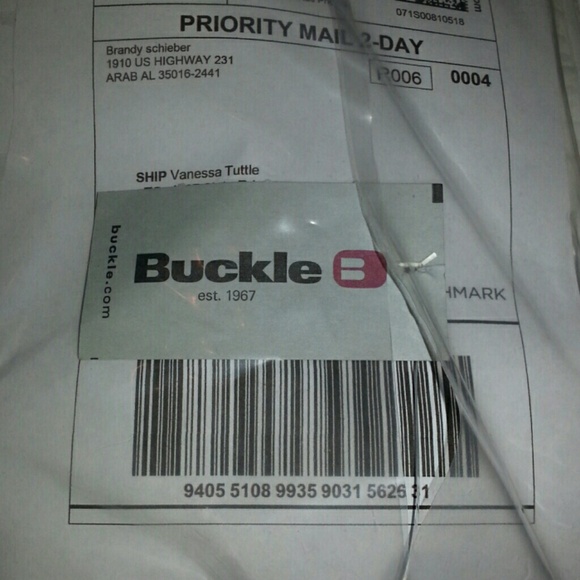 071S00810518
PRIORITY MAIL 2-DAY
Brandy schieber
1910 US HIGHWAY 231
ARAB AL 35016-2441
R006
0004
SHIP Vanessa Tuttle
buckle.com
Buckle B
est. 1967
HMARK
9405 5108 9935 9031 5626 31